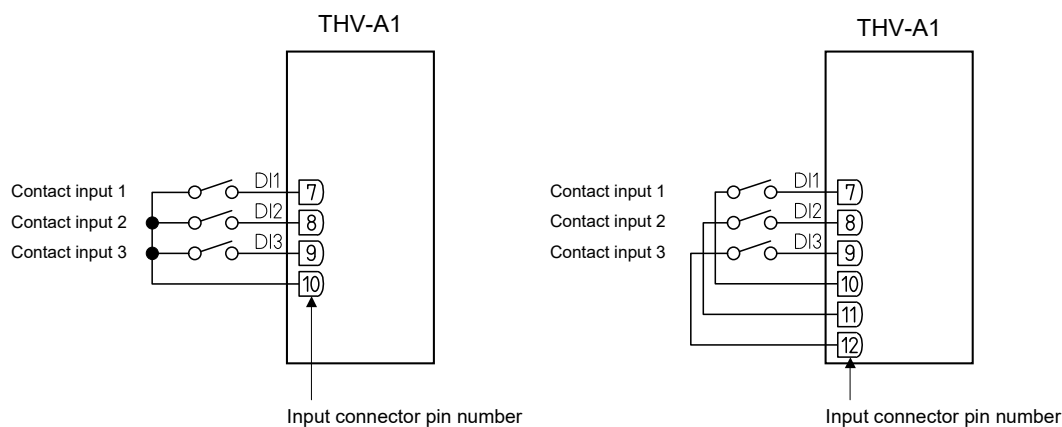 THV-A1
Contact input 1
DI1
7
Contact input 2
DI2
8
Contact input 3
DI3
9
10
Input connector pin number
THV-A1
Contact input 1
DI1
7
Contact input 2
DI2
8
Contact input 3
DI3
9
10
11
12
Input connector pin number